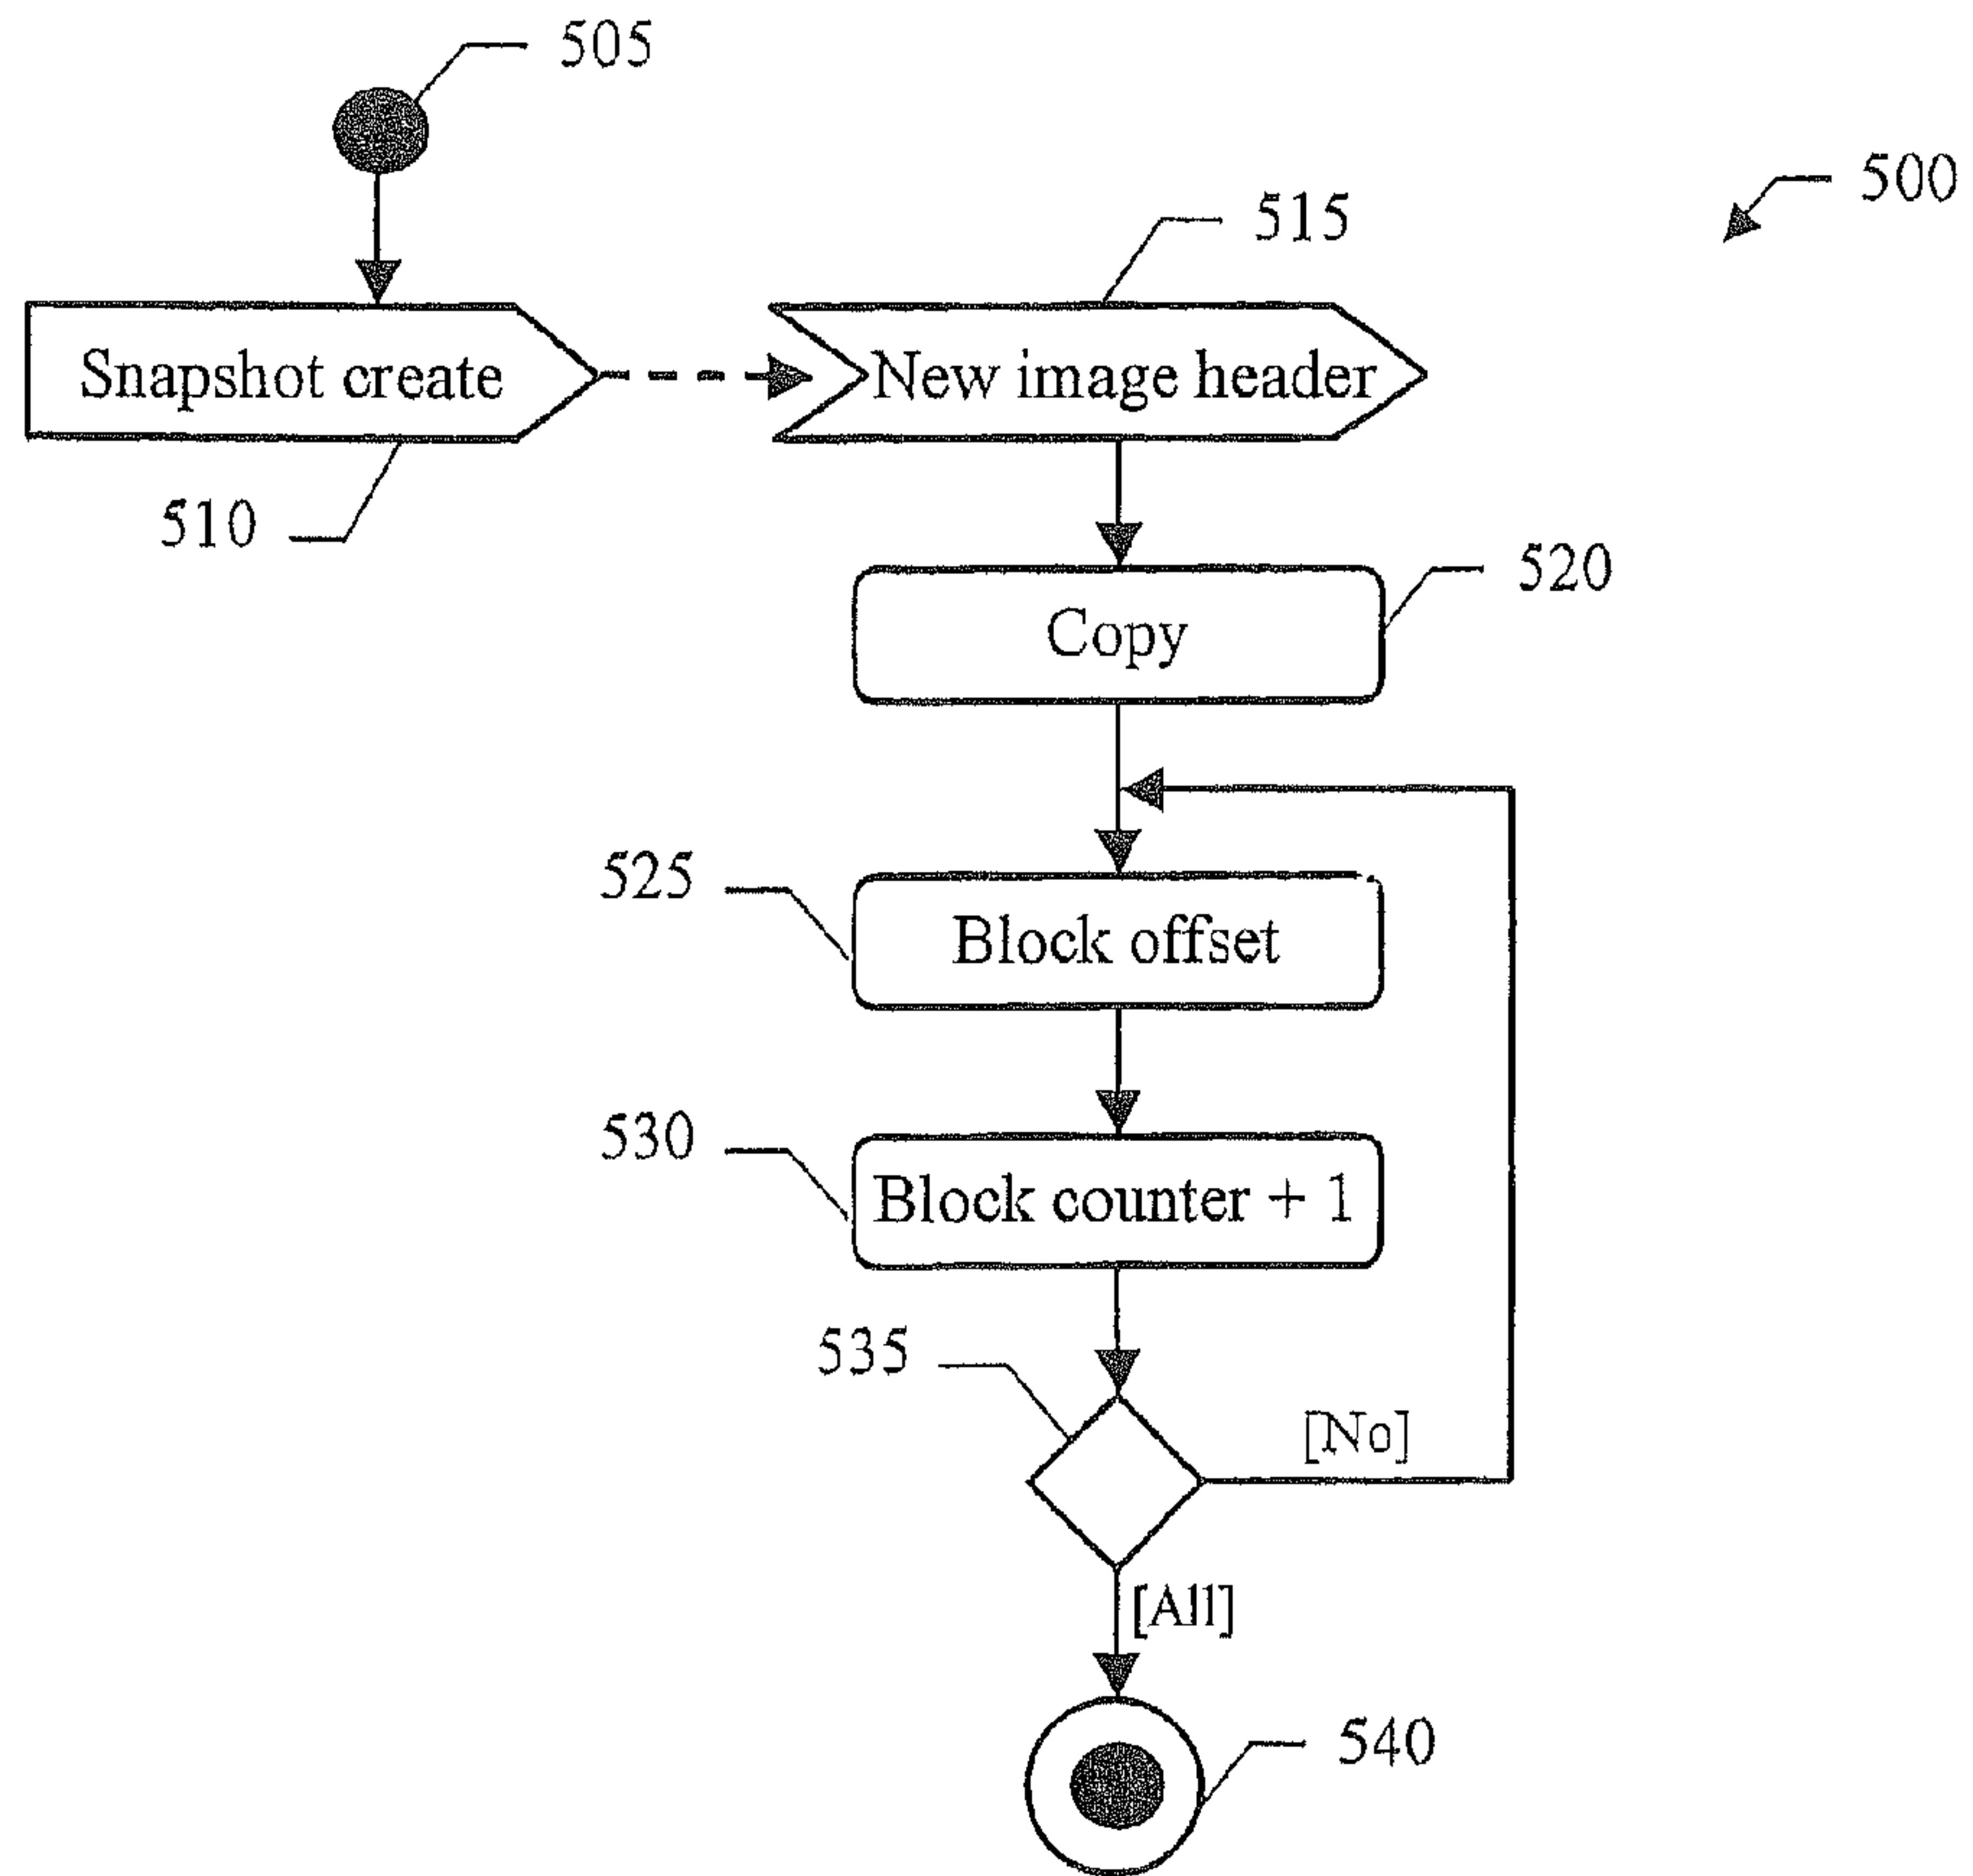 505
500
515
Snapshot create
New image header
510
520
Copy
525
Block offset
530
Block counter + 1
535
[No]
[All]
540